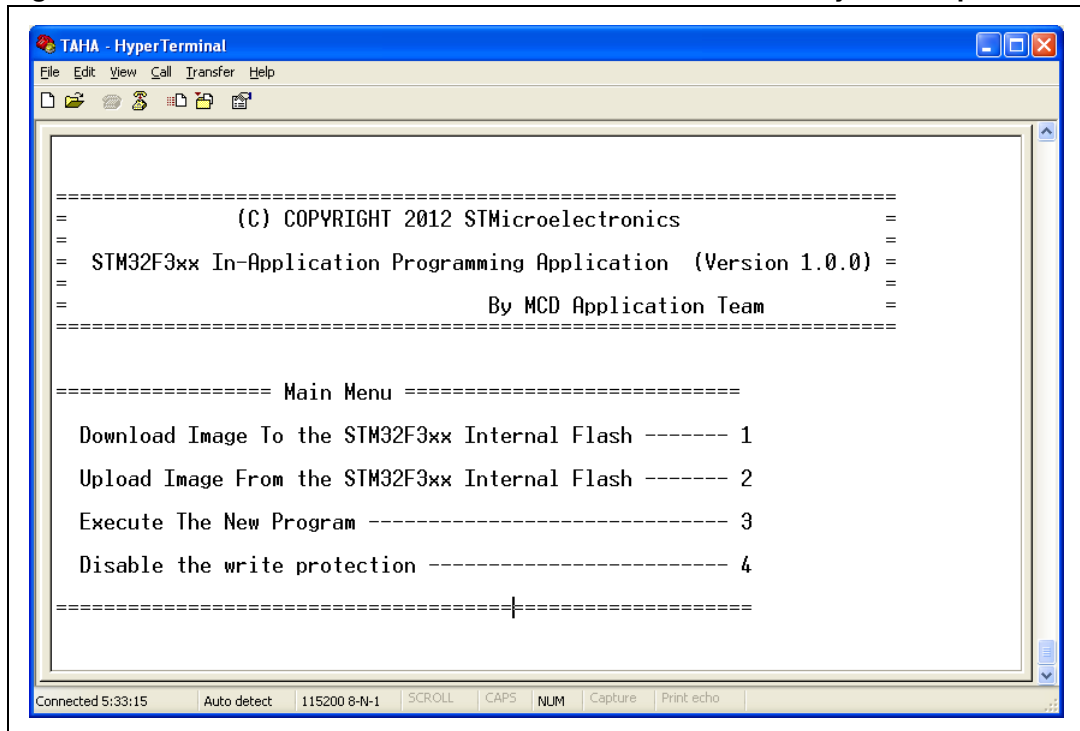 TAHA - HyperTerminal
File Edit View Call Transfer Help
==========================================================================
= (C) COPYRIGHT 2012 STMicroelectronics =
= =
= STM32F3xx In-Application Programming Application (Version 1.0.0) =
= =
= By MCD Application Team =
==========================================================================
================== Main Menu ============================
Download Image To the STM32F3xx Internal Flash ------- 1
Upload Image From the STM32F3xx Internal Flash ------- 2
Execute The New Program ------------------------------ 3
Disable the write protection ------------------------- 4
==========================================================
Connected 5:33:15 Auto detect 115200 8-N-1 SCROLL CAPS NUM Capture Print echo